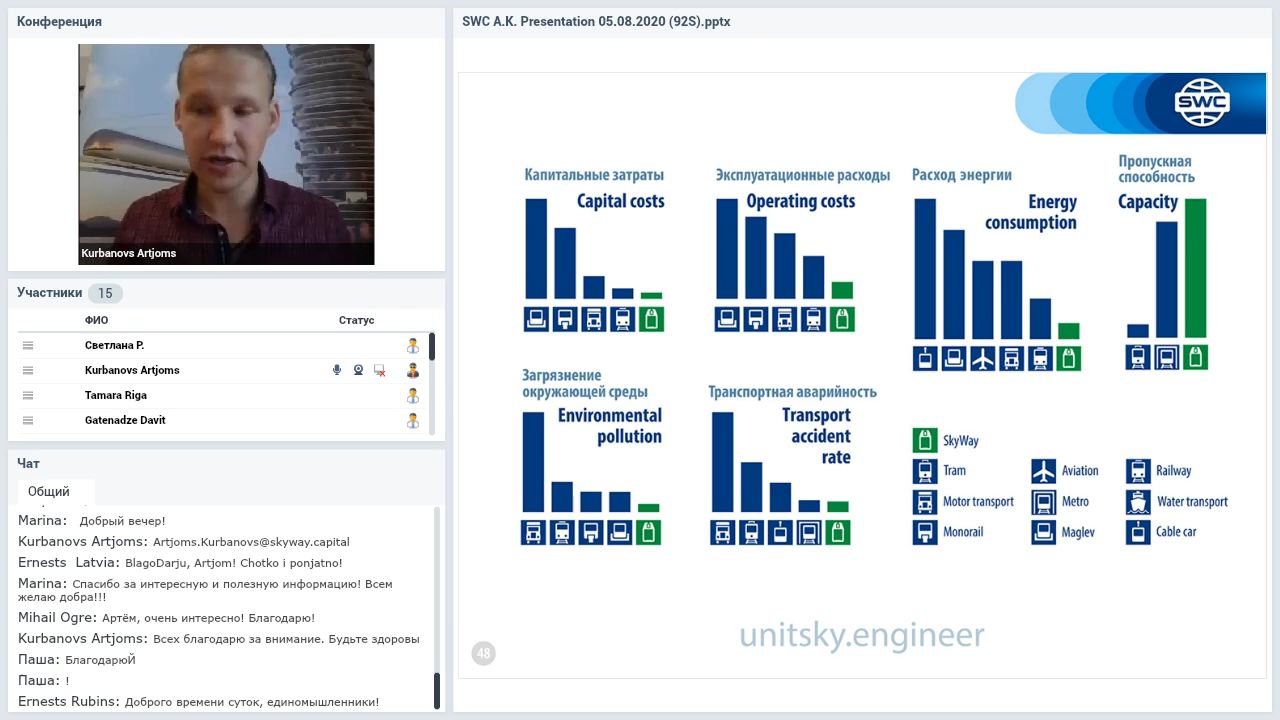 Конференция
Kurbanovs Artjoms
Участники 15
ФИО Статус
Светлана Р.
Kurbanovs Artjoms
Tamara Riga
Gatenadze Davit
Чат
Общий
Marina: Добрый вечер!
Kurbanovs Artjoms: Artjoms.Kurbanovs@skyway.capital
Ernests Latvia: BlagoDarju, Artjom! Chotko i ponjatno!
Marina: Спасибо за интересную и полезную информацию! Всем
желаю добра!!!
Mihail Ogre: Артём, очень интересно! Благодарю!
Kurbanovs Artjoms: Всех благодарю за внимание. Будьте здоровы
Паша: БлагодарюЙ
Паша: !
Ernests Rubins: Доброго времени суток, единомышленники!
SWC A.K. Presentation 05.08.2020 (92S).pptx
SWC
Капитальные затраты
Capital costs
Эксплуатационные расходы
Operating costs
Расход энергии
Energy
consumption
Пропускная
способность
Capacity
Загрязнение
окружающей среды
Environmental
pollution
Транспортная аварийность
Transport
accident
rate
SkyWay
Tram
Aviation
Railway
Motor transport
Metro
Water transport
Monorail
Maglev
Cable car
unitsky.engineer
48